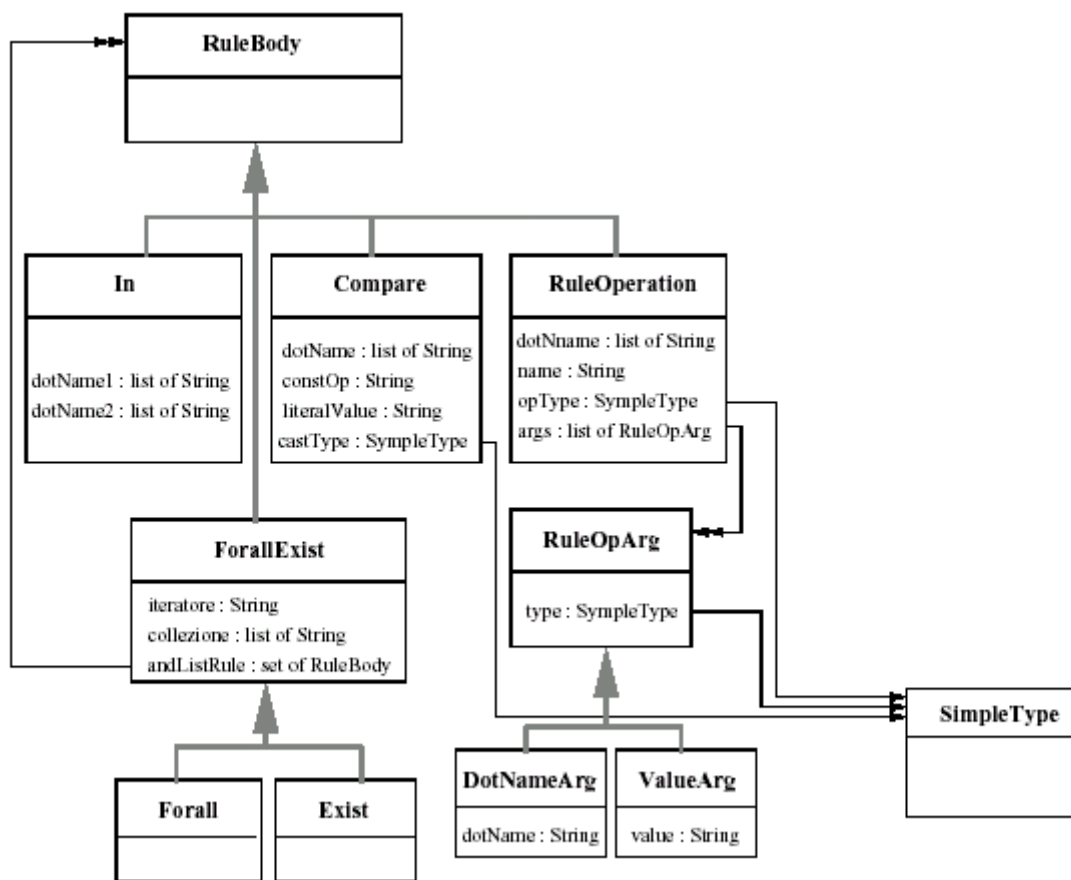 RuleBody
In
dotName1 : list of String
dotName2 : list of String
Compare
dotName : list of String
constOp : String
literalValue : String
castType : SympleType
RuleOperation
dotNname : list of String
name : String
opType : SympleType
args : list of RuleOpArg
ForallExist
iteratore : String
collezione : list of String
andListRule : set of RuleBody
RuleOpArg
type : SympleType
SimpleType
Forall
Exist
DotNameArg
dotName : String
ValueArg
value : String